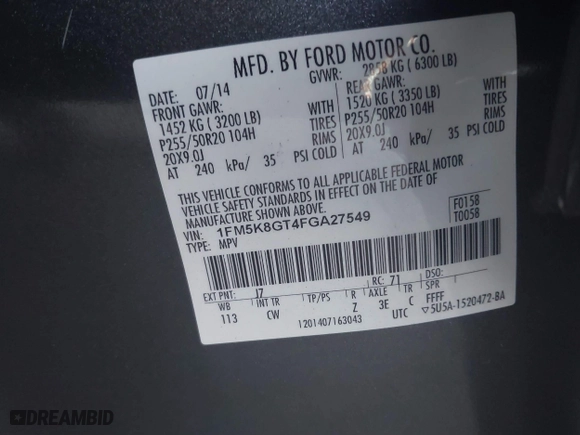 MFD. BY FORD MOTOR CO.
DATE: 07/14 GVWR: 2858 KG ( 6300 LB)
FRONT GAWR: REAR GAWR:
1452 KG ( 3200 LB) WITH 1520 KG ( 3350 LB) WITH
P255/50R20 104H TIRES P255/50R20 104H TIRES
20X9.0J RIMS 20X9.0J RIMS
AT 240 kPa/ 35 PSI COLD AT 240 kPa/ 35 PSI COLD
THIS VEHICLE CONFORMS TO ALL APPLICABLE FEDERAL MOTOR
VEHICLE SAFETY STANDARDS IN EFFECT ON THE DATE OF
MANUFACTURE SHOWN ABOVE.
VIN: 1FM5K8GT4FGA27549 F0158
TYPE: MPV T0058
EXT PNT: J7 RC: 71 DSO:
WB INT TR TP/PS R AXLE TR SPR
113 CW Z 3E C FFFF
1201407163043 UTC ▽5U5A-1520472-BA
DREAMBID